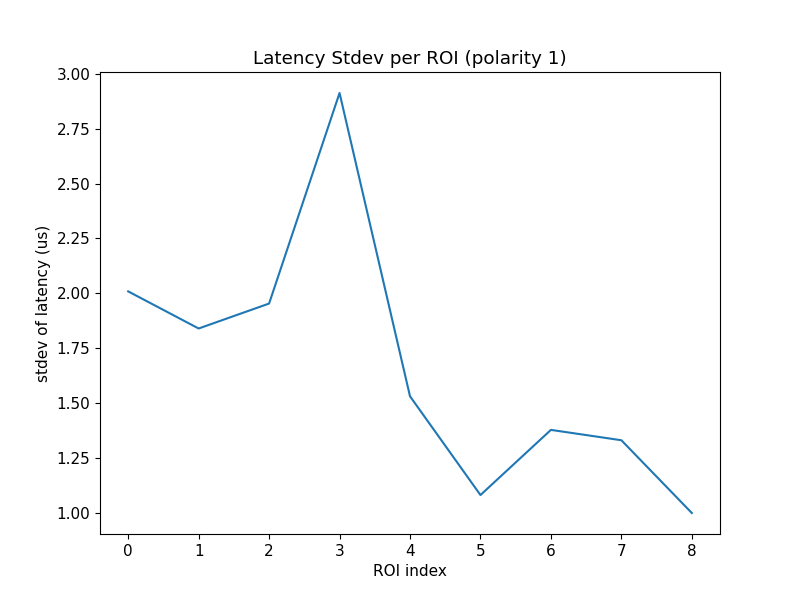 Latency Stdev per ROI (polarity 1)
3.00
2.75
2.50
2.25
2.00
1.75
1.50
1.25
1.00
stdev of latency (us)
0 1 2 3 4 5 6 7 8
ROI index